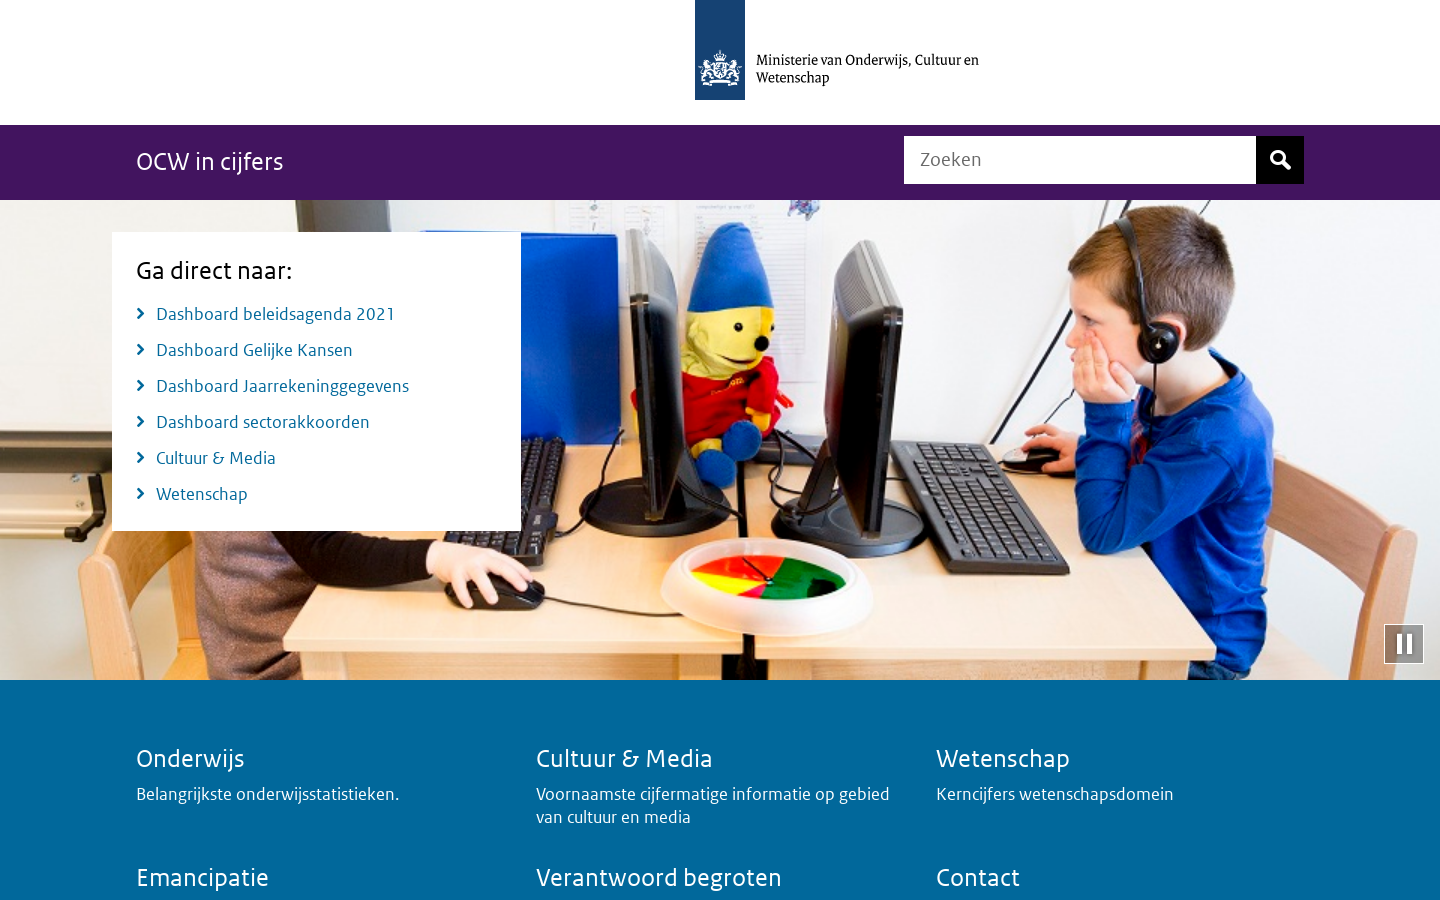 Ministerie van Onderwijs, Cultuur en
Wetenschap
OCW in cijfers
Zoeken
Ga direct naar:
Dashboard beleidsagenda 2021
Dashboard Gelijke Kansen
Dashboard Jaarrekeninggegevens
Dashboard sectorakkoorden
Cultuur & Media
Wetenschap
Onderwijs
Belangrijkste onderwijsstatistieken.
Cultuur & Media
Voornaamste cijfermatige informatie op gebied
van cultuur en media
Wetenschap
Kerncijfers wetenschapsdomein
Emancipatie
Verantwoord begroten
Contact